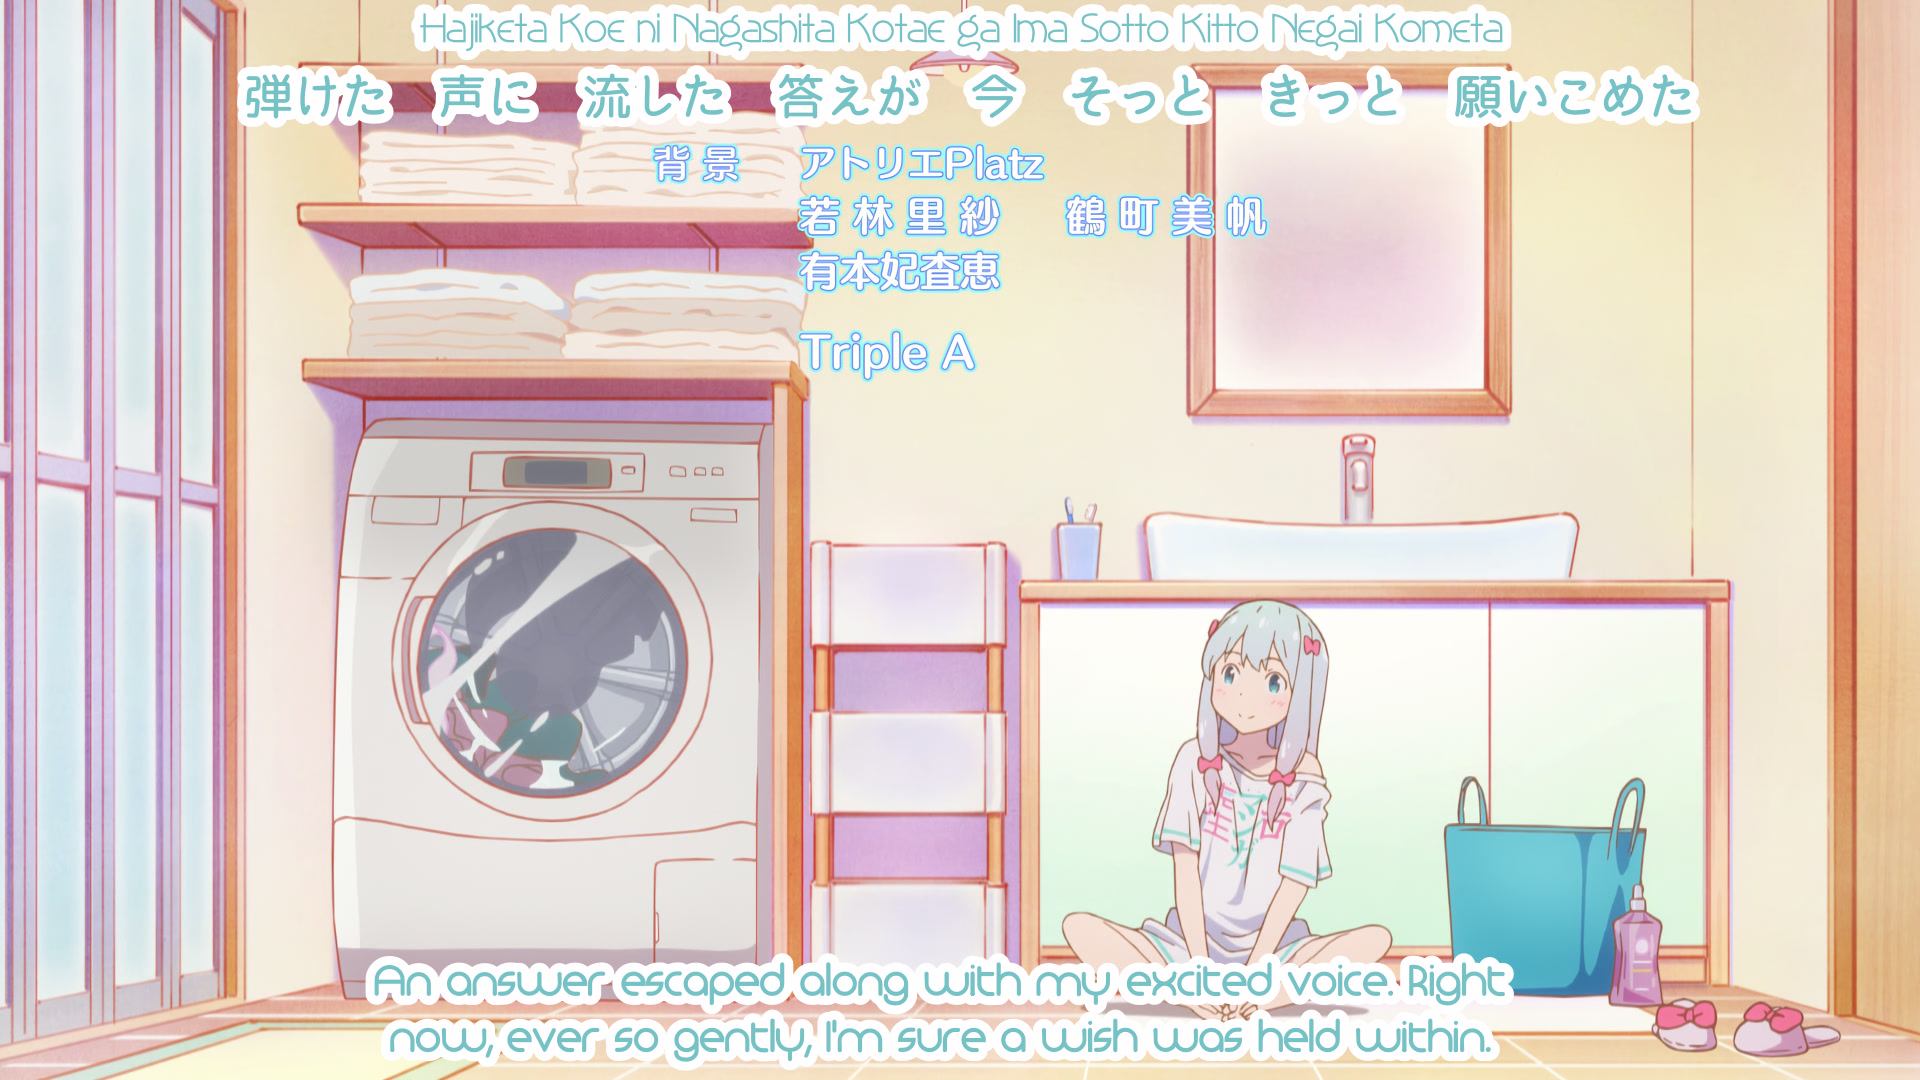 Hajiketa Koe ni Nagashita Kotae ga Ima Sotto Kitto Negai Kometa
弾けた 声に 流した 答えが 今 そっと きっと 願いこめた
背景 アトリエPlatz
若林里紗 鶴町美帆
有本妃査恵
Triple A
An answer escaped along with my excited voice. Right
now, ever so gently, I'm sure a wish was held within.